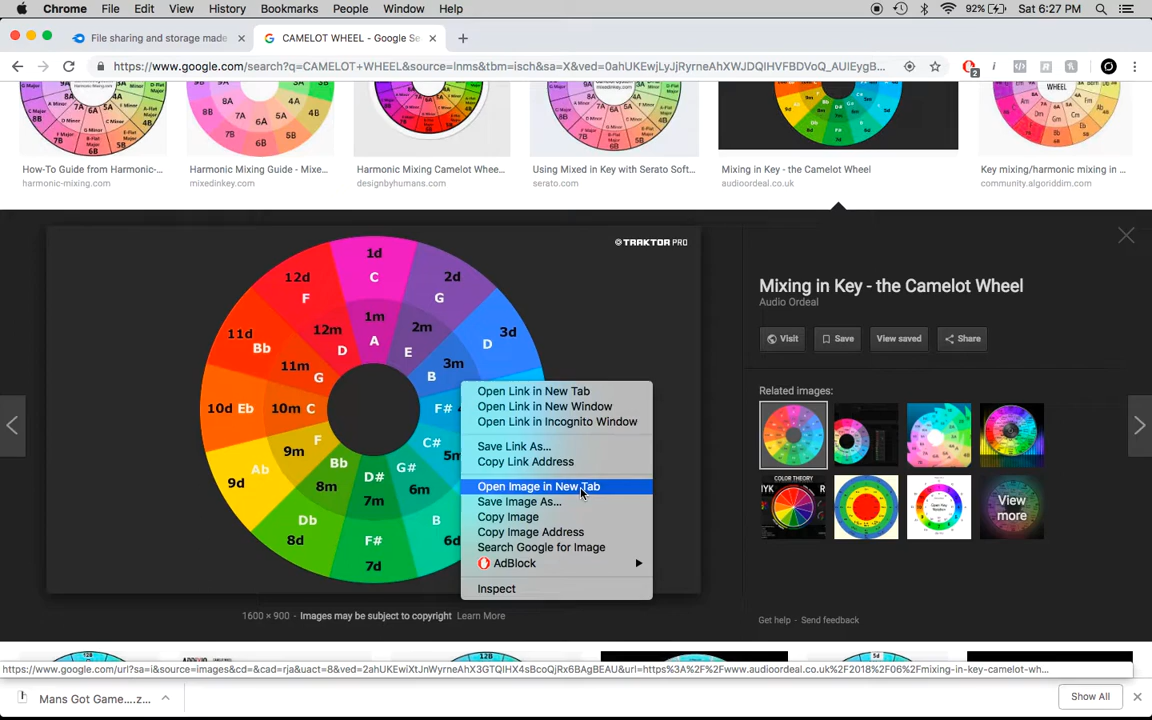 Chrome File Edit View History Bookmarks People Window Help 92% Sat 6:27 PM
File sharing and storage made
CAMELOT WHEEL - Google Se
https://www.google.com/search?q=CAMELOT+WHEEL&source=lnms&tbm=isch&sa=X&ved=0ahUKEwjLyJjRyrneAhXWJDQIHVFBDVoQ_AUIEygB...
How-To Guide from Harmonic-...
harmonic-mixing.com
Harmonic Mixing Guide - Mixe...
mixedinkey.com
Harmonic Mixing Camelot Whee...
designbyhumans.com
Using Mixed in Key with Serato Soft...
serato.com
Mixing in Key - the Camelot Wheel
audioordeal.co.uk
Key mixing/harmonic mixing in ...
community.algoriddim.com
TRAKTOR PRO
1d
C
2d
G
3d
D
12d
F
11d
Bb
10d Eb
9d
Ab
8d
Db
7d
F#
6d
B
1m
A
2m
E
3m
B
F# 4
C#
5m
G#
6m
D#
7m
Bb
8m
F
9m
10m C
11m
G
12m
D
Open Link in New Tab
Open Link in New Window
Open Link in Incognito Window
Save Link As...
Copy Link Address
Open Image in New Tab
Save Image As...
Copy Image
Copy Image Address
Search Google for Image
AdBlock
Inspect
Mixing in Key - the Camelot Wheel
Audio Ordeal
Visit
Save
View saved
Share
Related images:
COLOR THEORY
View
more
1600 × 900 · Images may be subject to copyright Learn More
Get help - Send feedback
https://www.google.com/url?sa=i&source=images&cd=&cad=rja&uact=8&ved=2ahUKEwiXtJnWyrneAhX3GTQIHX4sBcoQjRx6BAgBEAU&url=https%3A%2F%2Fwww.audioordeal.co.uk%2F2018%2F06%2Fmixing-in-key-camelot-wh...
Mans Got Game....z...
Show All